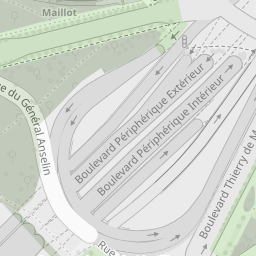 Maillot
e du Général Anselin
Boulevard Périphérique Extérieur
Boulevard Périphérique Intérieur
Boulevard Thierry de M
Rue